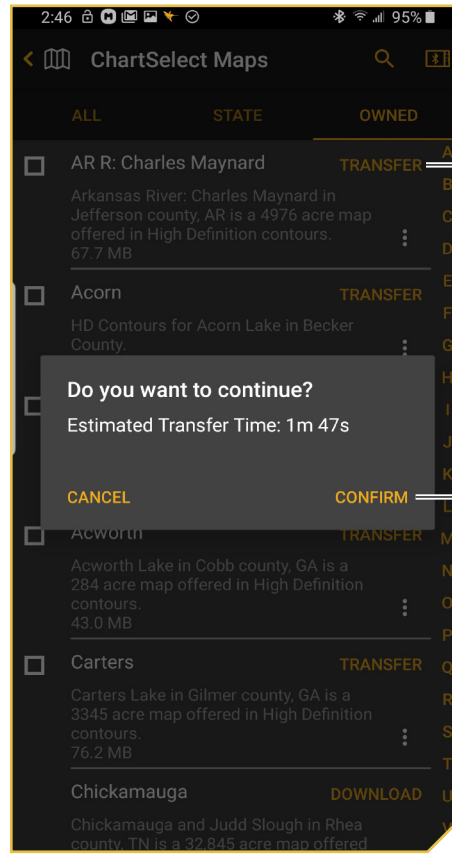 2:46 95%
ChartSelect Maps
ALL STATE OWNED
AR R: Charles Maynard TRANSFER
Arkansas River: Charles Maynard in
Jefferson county, AR is a 4976 acre map
offered in High Definition contours.
67.7 MB
Acorn TRANSFER
HD Contours for Acorn Lake in Becker
County.
Do you want to continue?
Estimated Transfer Time: 1m 47s
CANCEL CONFIRM
Acworth TRANSFER
Acworth Lake in Cobb county, GA is a
284 acre map offered in High Definition
contours.
43.0 MB
Carters TRANSFER
Carters Lake in Gilmer county, GA is a
3345 acre map offered in High Definition
contours.
76.2 MB
Chickamauga DOWNLOAD
Chickamauga and Judd Slough in Rhea
county, TN is a 32,845 acre map offered
A
B
C
D
E
F
G
H
I
J
K
L
M
N
O
P
Q
R
S
T
U
V